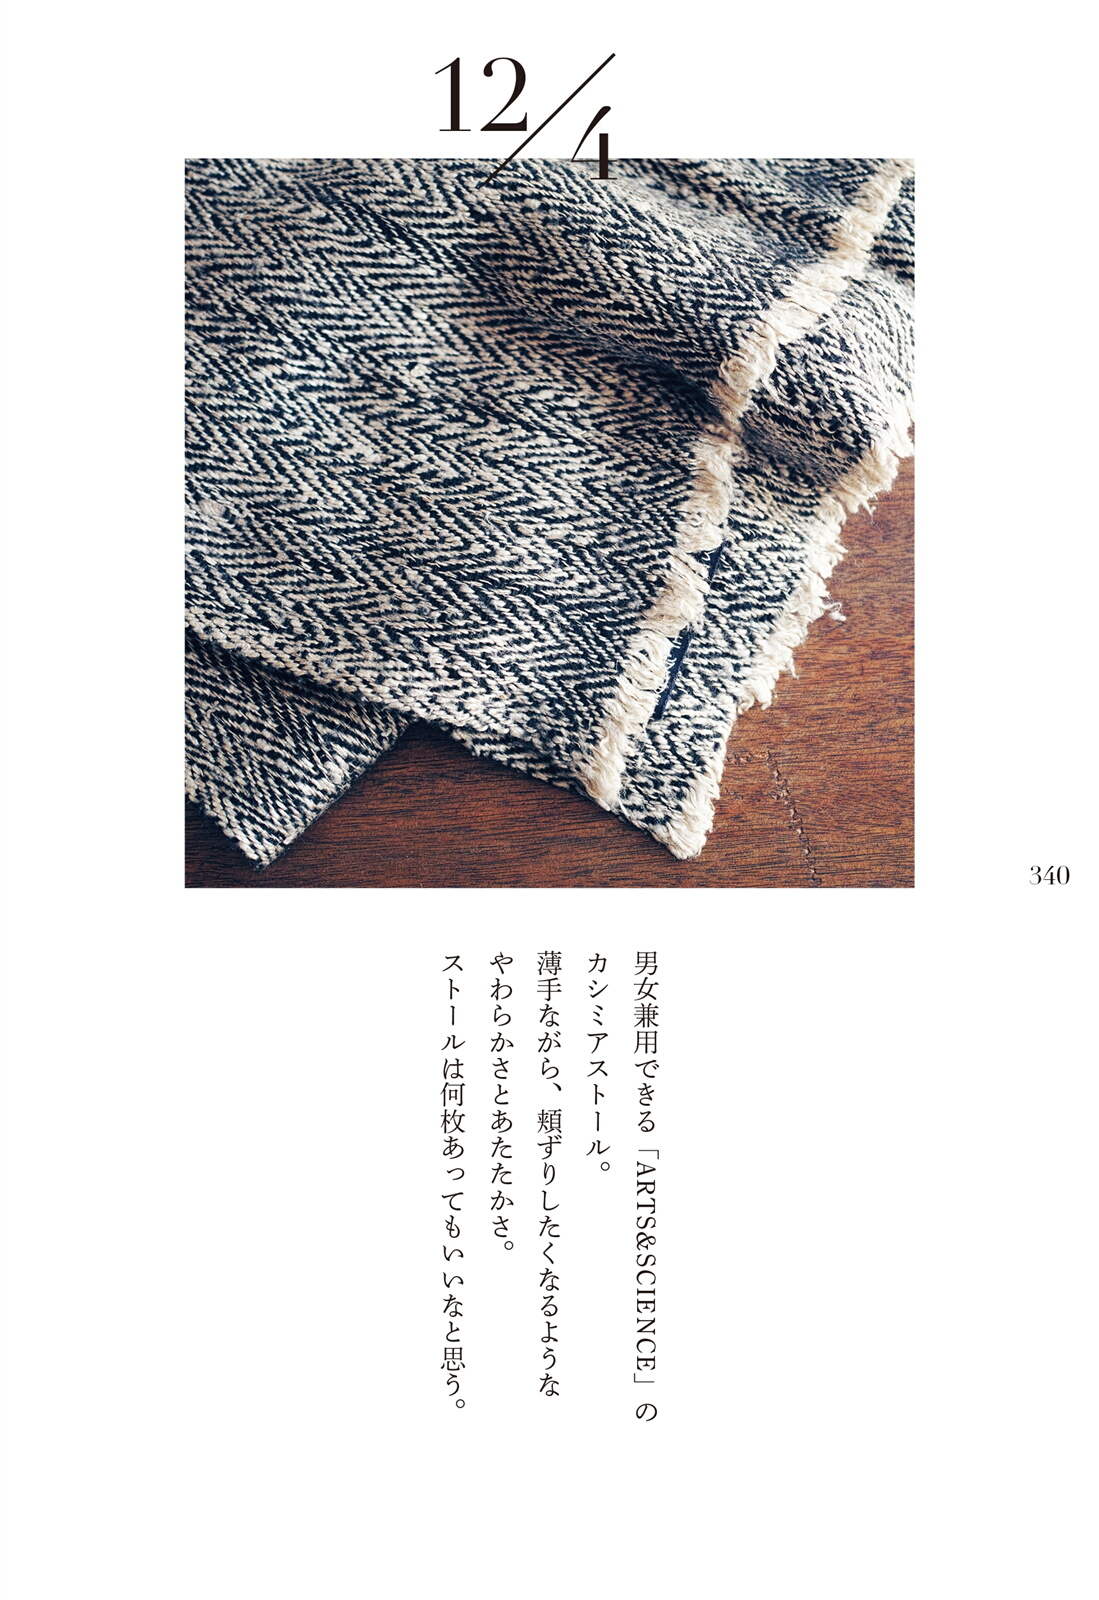 12/4
340
男女兼用できる「ARTS&SCIENCE」の
カシミアストール。
薄手ながら、頬ずりしたくなるような
やわらかさとあたたかさ。
ストールは何枚あってもいいなと思う。